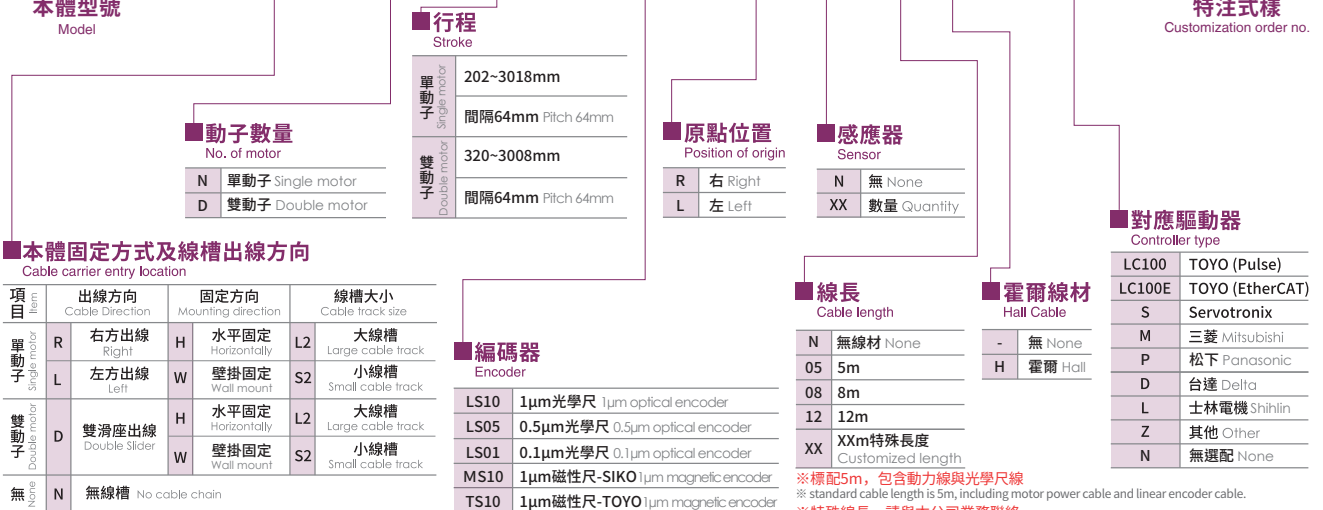 本體型號
Model
特注式樣
Customization order no.
■行程
Stroke
單動子 Single motor
202~3018mm
間隔64mm Pitch 64mm
雙動子 Double motor
320~3008mm
間隔64mm Pitch 64mm
■動子數量
No. of motor
N 單動子 Single motor
D 雙動子 Double motor
■原點位置
Position of origin
R 右 Right
L 左 Left
■感應器
Sensor
N 無 None
XX 數量 Quantity
■本體固定方式及線槽出線方向
Cable carrier entry location
項目 Item
出線方向
Cable Direction
固定方向
Mounting direction
線槽大小
Cable track size
單動子 Single motor
R 右方出線
Right
H 水平固定
Horizontally
L2 大線槽
Large cable track
L 左方出線
Left
W 壁掛固定
Wall mount
S2 小線槽
Small cable track
雙動子 Double motor
D 雙滑座出線
Double Slider
H 水平固定
Horizontally
L2 大線槽
Large cable track
W 壁掛固定
Wall mount
S2 小線槽
Small cable track
無 None
N 無線槽 No cable chain
■編碼器
Encoder
LS10 1μm光學尺 1μm optical encoder
LS05 0.5μm光學尺 0.5μm optical encoder
LS01 0.1μm光學尺 0.1μm optical encoder
MS10 1μm磁性尺-SIKO 1μm magnetic encoder
TS10 1μm磁性尺-TOYO 1μm magnetic encoder
■線長
Cable length
N 無線材 None
05 5m
08 8m
12 12m
XX XXm特殊長度
Customized length
※標配5m，包含動力線與光學尺線
※ standard cable length is 5m, including motor power cable and linear encoder cable.
※特殊線長，請與本公司業務聯絡
■霍爾線材
Hall Cable
- 無 None
H 霍爾 Hall
■對應驅動器
Controller type
LC100 TOYO (Pulse)
LC100E TOYO (EtherCAT)
S Servotronix
M 三菱 Mitsubishi
P 松下 Panasonic
D 台達 Delta
L 士林電機 Shihlin
Z 其他 Other
N 無選配 None